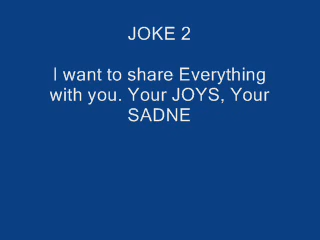 JOKE 2
I want to share Everything
with you. Your JOYS, Your
SADNE